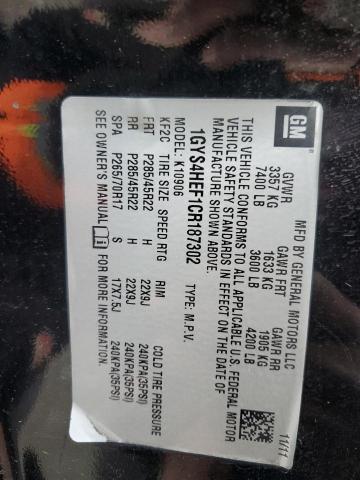 GM
MFD BY GENERAL MOTORS LLC 11/11
GVWR GAWR FRT GAWR RR
3357 KG 1633 KG 1905 KG
7400 LB 3600 LB 4200 LB
THIS VEHICLE CONFORMS TO ALL APPLICABLE U.S. FEDERAL MOTOR
VEHICLE SAFETY STANDARDS IN EFFECT ON THE DATE OF
MANUFACTURE SHOWN ABOVE.
1GYS4HEF1CR187302 TYPE: M.P.V.
MODEL: K10906
KF2C TIRE SIZE SPEED RTG RIM COLD TIRE PRESSURE
FRT P285/45R22 H 22X9J 240KPA(35PSI)
RR P285/45R22 H 22X9J 240KPA(35PSI)
SPA P265/70R17 S 17X7.5J 240KPA(35PSI)
SEE OWNER'S MANUAL FOR MORE INFORMATION.